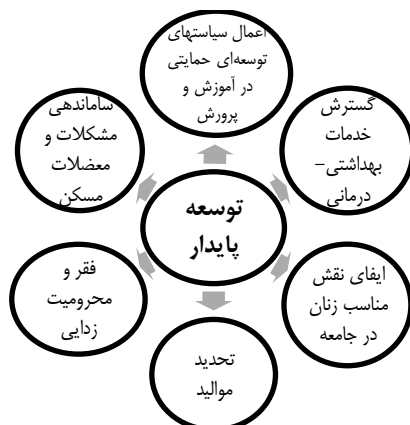 اعمال سیاستهای
توسعه‌ای حمایتی
در آموزش و
پرورش
گسترش
خدمات
بهداشتی-
درمانی
ایفای نقش
مناسب زنان
در جامعه
تحدید
موالید
فقر و
محرومیت
زدایی
ساماندهی
مشکلات و
معضلات
مسکن
توسعه
پایدار